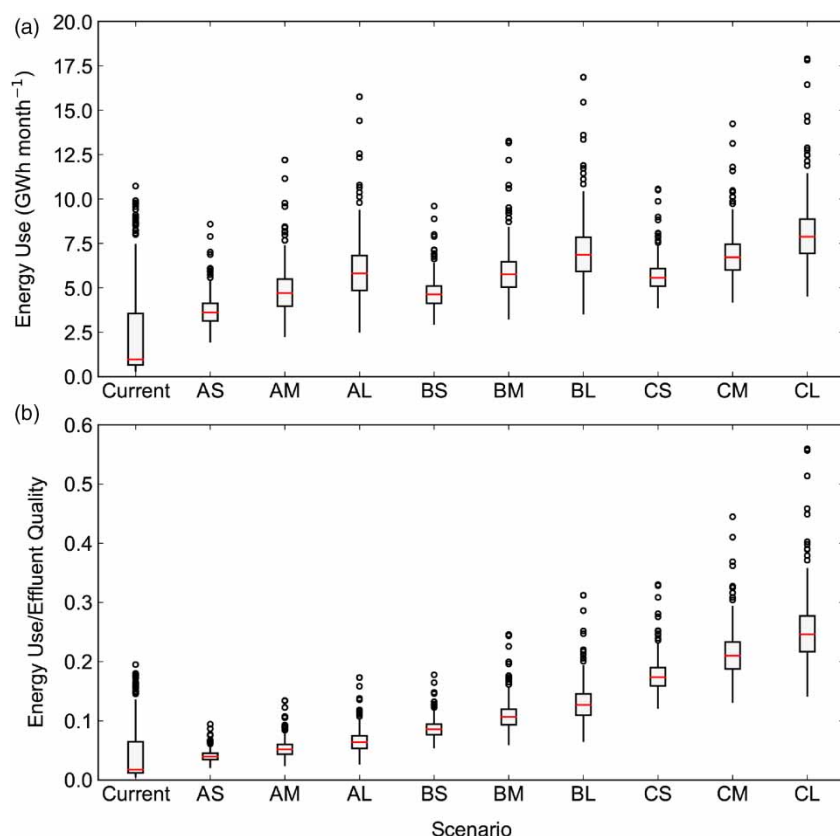 (a)
Energy Use (GWh month⁻¹)
20.0
17.5
15.0
12.5
10.0
7.5
5.0
2.5
0.0
Current AS AM AL BS BM BL CS CM CL
(b)
Energy Use/Effluent Quality
0.6
0.5
0.4
0.3
0.2
0.1
0.0
Current AS AM AL BS BM BL CS CM CL
Scenario